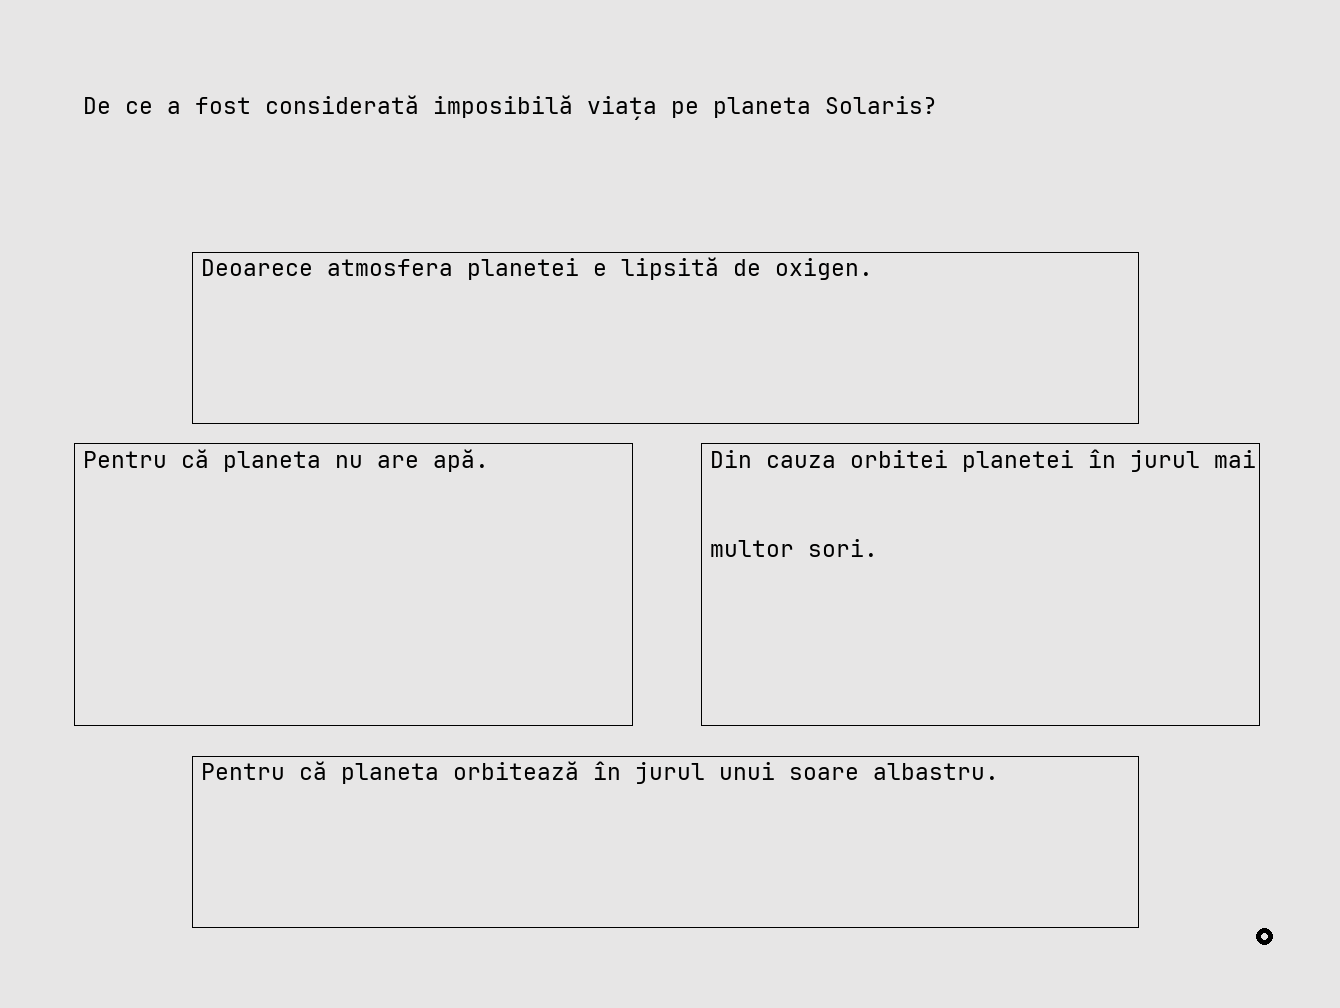 De ce a fost considerată imposibilă viața pe planeta Solaris?
Deoarece atmosfera planetei e lipsită de oxigen.
Pentru că planeta nu are apă.
Din cauza orbitei planetei în jurul mai
multor sori.
Pentru că planeta orbitează în jurul unui soare albastru.